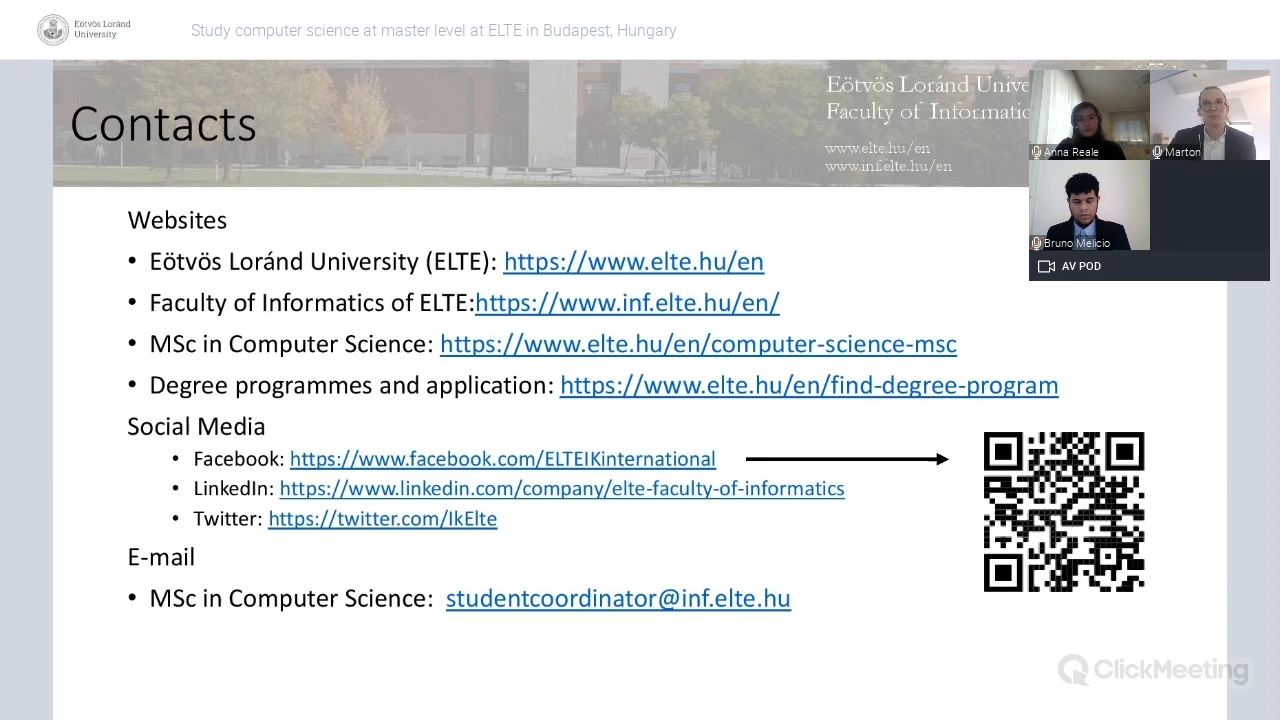 Eötvös Loránd
University
Study computer science at master level at ELTE in Budapest, Hungary
Contacts
Eötvös Loránd Unive
Faculty of Informatic
www.elte.hu/en
www.inf.elte.hu/en
Anna Reale
Marton
Bruno Melicio
AV POD
Websites
• Eötvös Loránd University (ELTE): https://www.elte.hu/en
• Faculty of Informatics of ELTE:https://www.inf.elte.hu/en/
• MSc in Computer Science: https://www.elte.hu/en/computer-science-msc
• Degree programmes and application: https://www.elte.hu/en/find-degree-program
Social Media
• Facebook: https://www.facebook.com/ELTEIKinternational
• LinkedIn: https://www.linkedin.com/company/elte-faculty-of-informatics
• Twitter: https://twitter.com/IkElte
E-mail
• MSc in Computer Science: studentcoordinator@inf.elte.hu
ClickMeeting